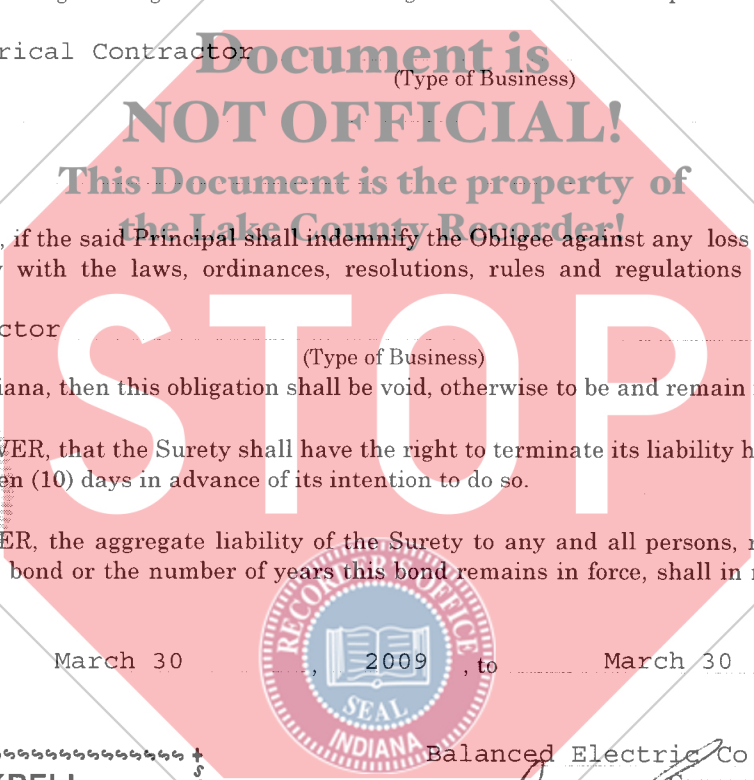 rical Contractor
Document is
(Type of Business)
NOT OFFICIAL!
This Document is the property of
the Lake County Recorder!
, if the said Principal shall indemnify the Obligee against any loss
with the laws, ordinances, resolutions, rules and regulations
ctor
STOP
(Type of Business)
iana, then this obligation shall be void, otherwise to be and remain
VER, that the Surety shall have the right to terminate its liability h
en (10) days in advance of its intention to do so.
ER, the aggregate liability of the Surety to any and all persons,
bond or the number of years this bond remains in force, shall in
RECORDER'S OFFICE
March 30 , 2009 , to March 30
SEAL
INDIANA
Balanced Electric Co